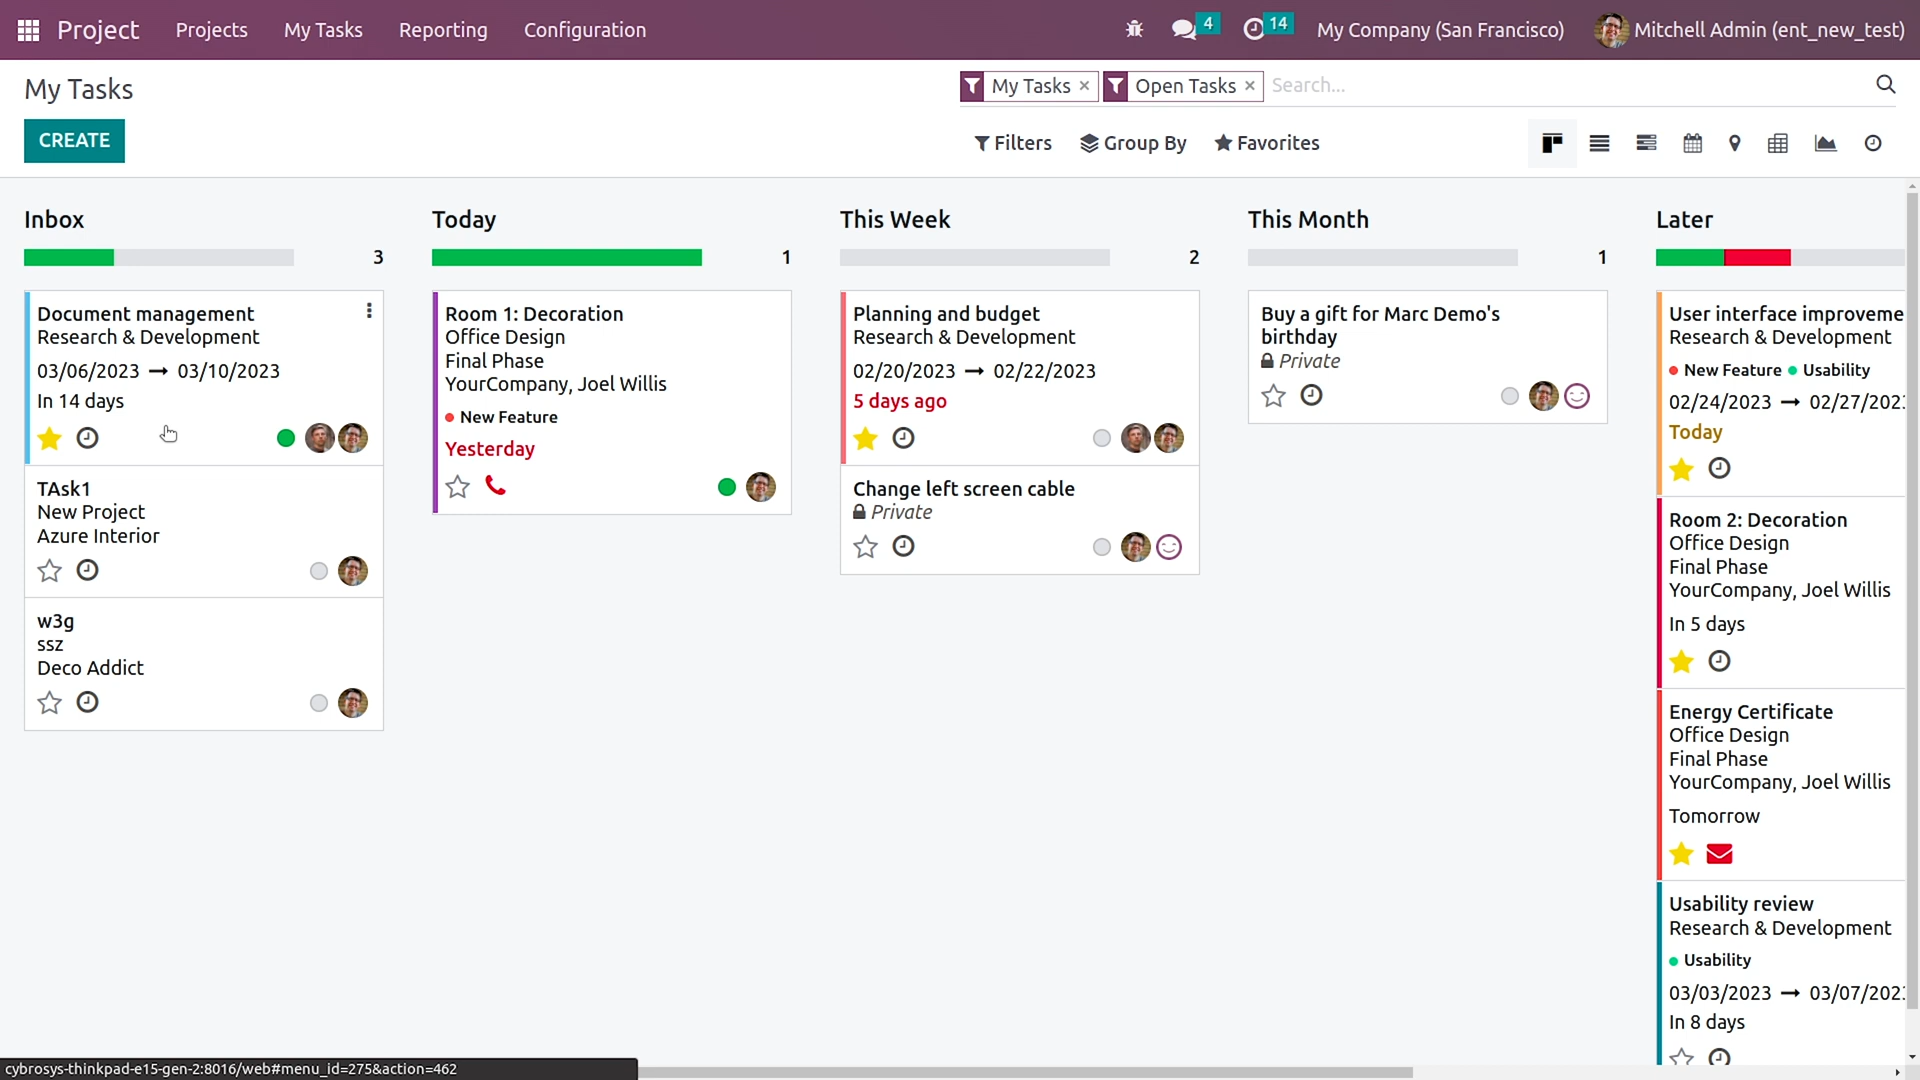 Project
Projects
My Tasks
Reporting
Configuration
4
14
My Company (San Francisco)
Mitchell Admin (ent_new_test)
My Tasks
My Tasks ×
Open Tasks ×
Search...
CREATE
Filters
Group By
Favorites
Inbox
3
Document management
Research & Development
03/06/2023 → 03/10/2023
In 14 days
TAsk1
New Project
Azure Interior
w3g
ssz
Deco Addict
Today
1
Room 1: Decoration
Office Design
Final Phase
YourCompany, Joel Willis
New Feature
Yesterday
This Week
2
Planning and budget
Research & Development
02/20/2023 → 02/22/2023
5 days ago
Change left screen cable
Private
This Month
1
Buy a gift for Marc Demo's
birthday
Private
Later
User interface improveme
Research & Development
New Feature Usability
02/24/2023 → 02/27/202
Today
Room 2: Decoration
Office Design
Final Phase
YourCompany, Joel Willis
In 5 days
Energy Certificate
Office Design
Final Phase
YourCompany, Joel Willis
Tomorrow
Usability review
Research & Development
Usability
03/03/2023 → 03/07/202
In 8 days
cybrosys-thinkpad-e15-gen-2:8016/web#menu_id=275&action=462